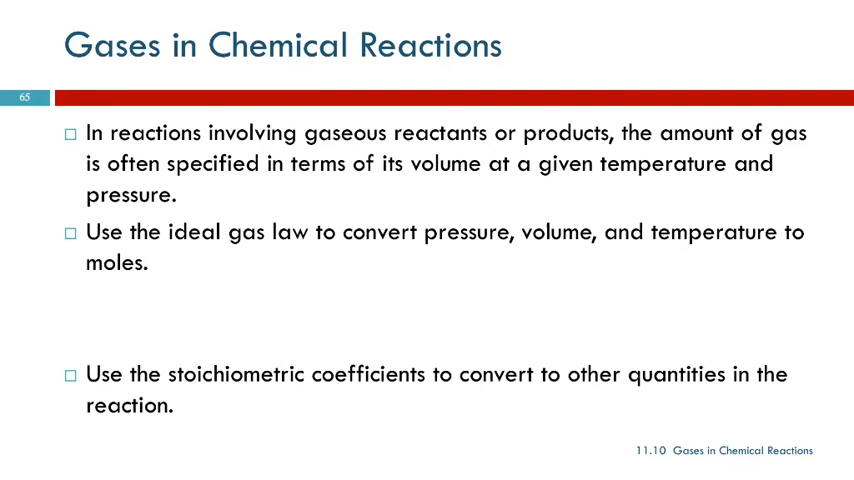 Gases in Chemical Reactions
65
□ In reactions involving gaseous reactants or products, the amount of gas
is often specified in terms of its volume at a given temperature and
pressure.
□ Use the ideal gas law to convert pressure, volume, and temperature to
moles.
□ Use the stoichiometric coefficients to convert to other quantities in the
reaction.
11.10 Gases in Chemical Reactions